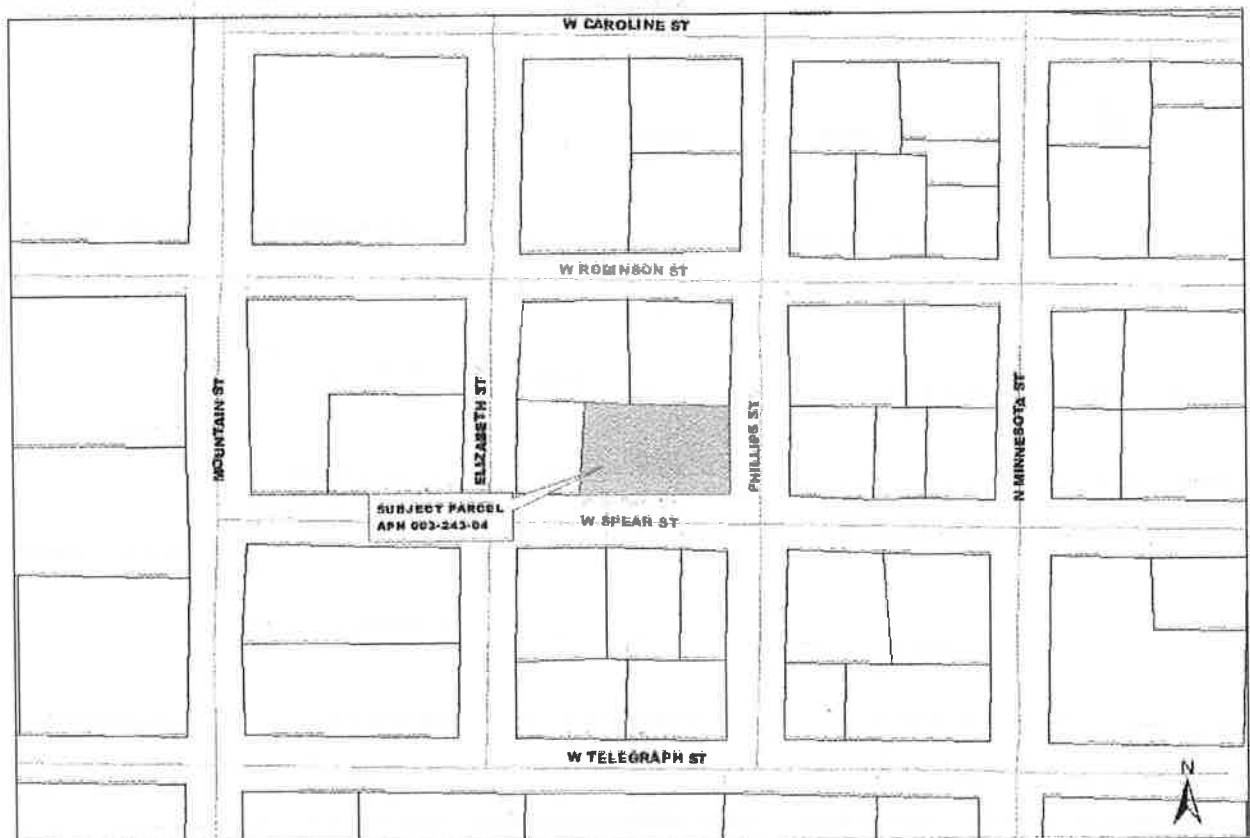 W CAROLINE ST
W ROBINSON ST
MOUNTAIN ST
ELIZABETH ST
PHILLIPS ST
N MINNESOTA ST
SUBJECT PARCEL
APN 003-243-04
W SPEAR ST
W TELEGRAPH ST
N